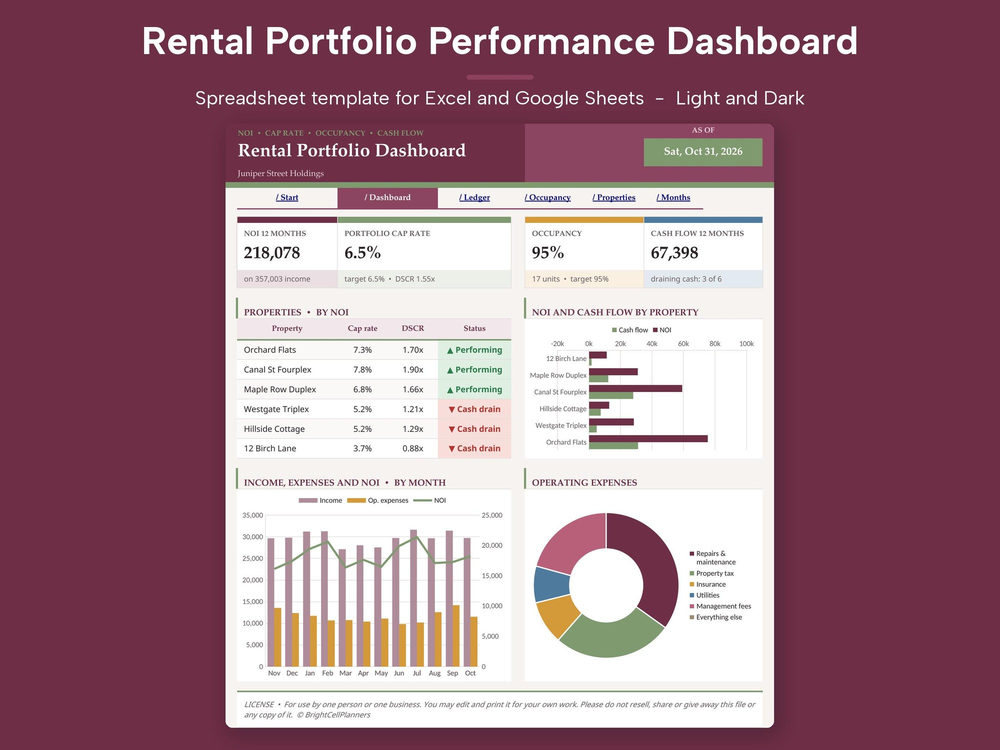 Rental Portfolio Performance Dashboard
Spreadsheet template for Excel and Google Sheets - Light and Dark
NOI • CAP RATE • OCCUPANCY • CASH FLOW
Rental Portfolio Dashboard
Juniper Street Holdings
AS OF
Sat, Oct 31, 2026
/ Start / Dashboard / Ledger / Occupancy / Properties / Months
NOI 12 MONTHS
218,078
on 357,003 income
PORTFOLIO CAP RATE
6.5%
target 6.5% • DSCR 1.55x
OCCUPANCY
95%
17 units • target 95%
CASH FLOW 12 MONTHS
67,398
draining cash: 3 of 6
PROPERTIES • BY NOI
Property Cap rate DSCR Status
Orchard Flats 7.3% 1.70x ▲ Performing
Canal St Fourplex 7.8% 1.90x ▲ Performing
Maple Row Duplex 6.8% 1.66x ▲ Performing
Westgate Triplex 5.2% 1.21x ▼ Cash drain
Hillside Cottage 5.2% 1.29x ▼ Cash drain
12 Birch Lane 3.7% 0.88x ▼ Cash drain
NOI AND CASH FLOW BY PROPERTY
Cash flow NOI
-20k 0k 20k 40k 60k 80k 100k
12 Birch Lane
Maple Row Duplex
Canal St Fourplex
Hillside Cottage
Westgate Triplex
Orchard Flats
INCOME, EXPENSES AND NOI • BY MONTH
Income Op. expenses NOI
35,000 25,000
30,000 20,000
25,000
20,000 15,000
15,000 10,000
10,000
5,000 5,000
0 0
Nov Dec Jan Feb Mar Apr May Jun Jul Aug Sep Oct
OPERATING EXPENSES
Repairs &
maintenance
Property tax
Insurance
Utilities
Management fees
Everything else
LICENSE • For use by one person or one business. You may edit and print it for your own work. Please do not resell, share or give away this file or
any copy of it. © BrightCellPlanners